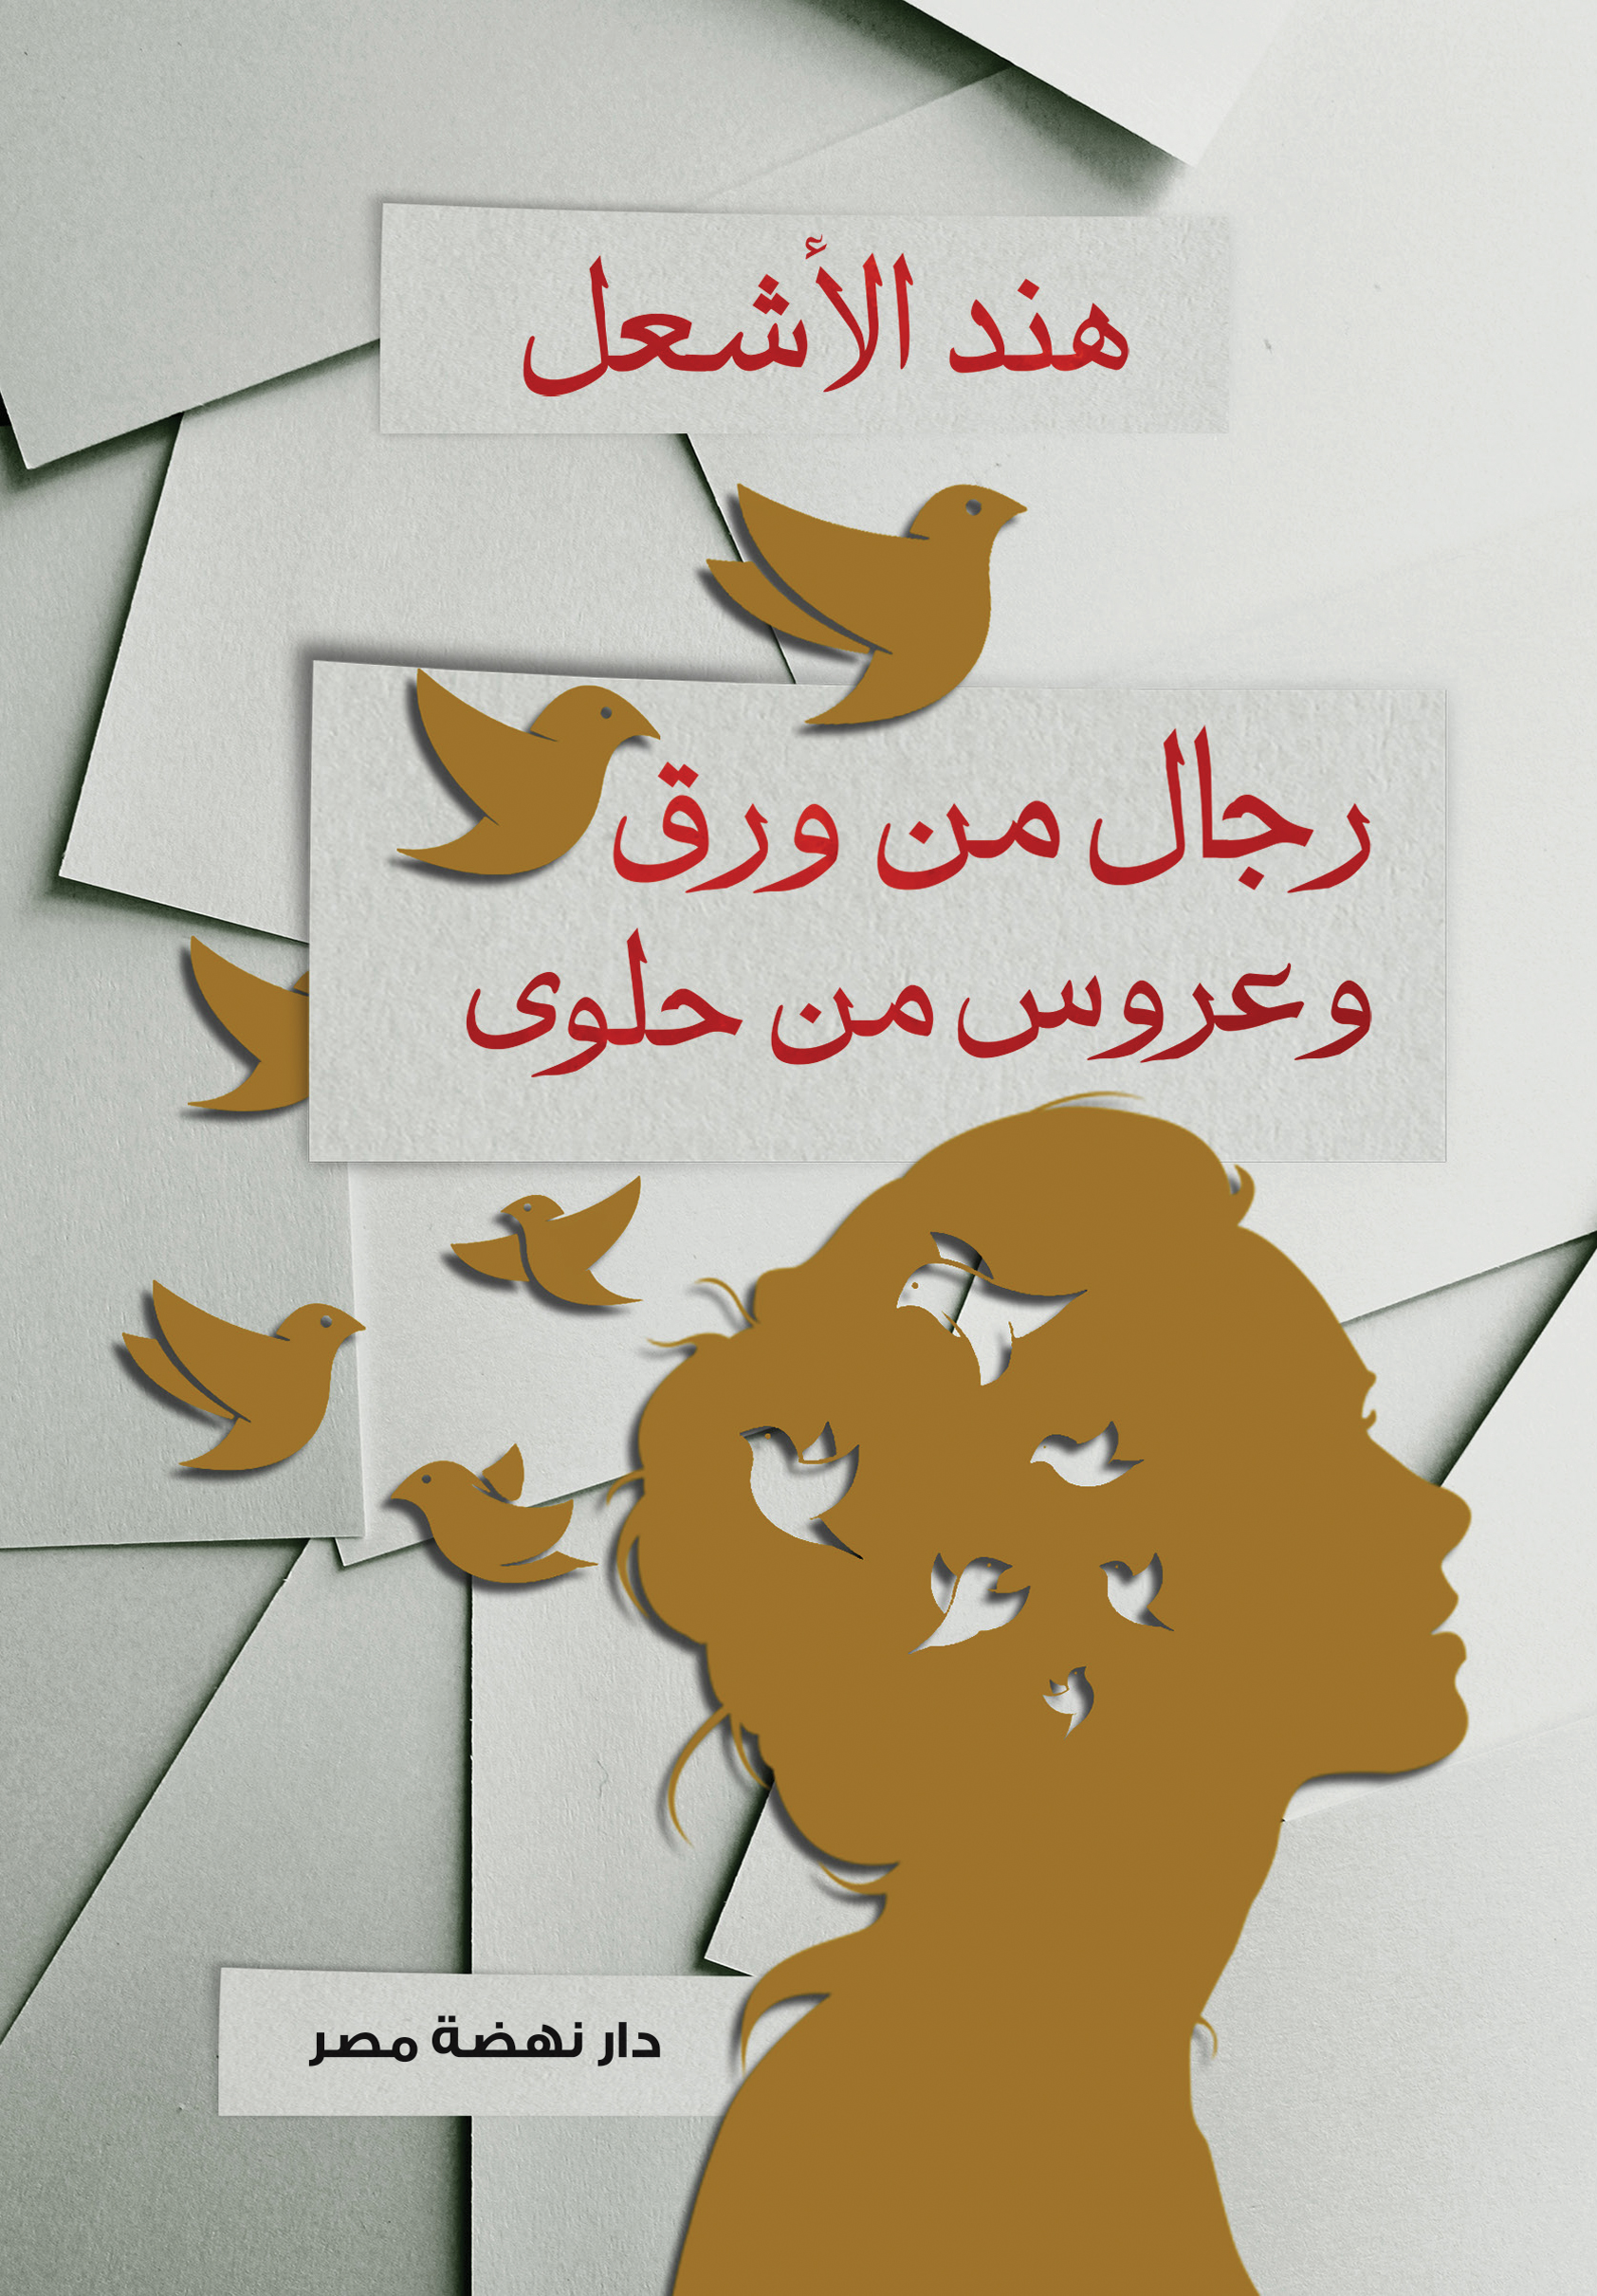 هند الأشعل
رجال من ورق
وعروس من حلوى
دار نهضة مصر